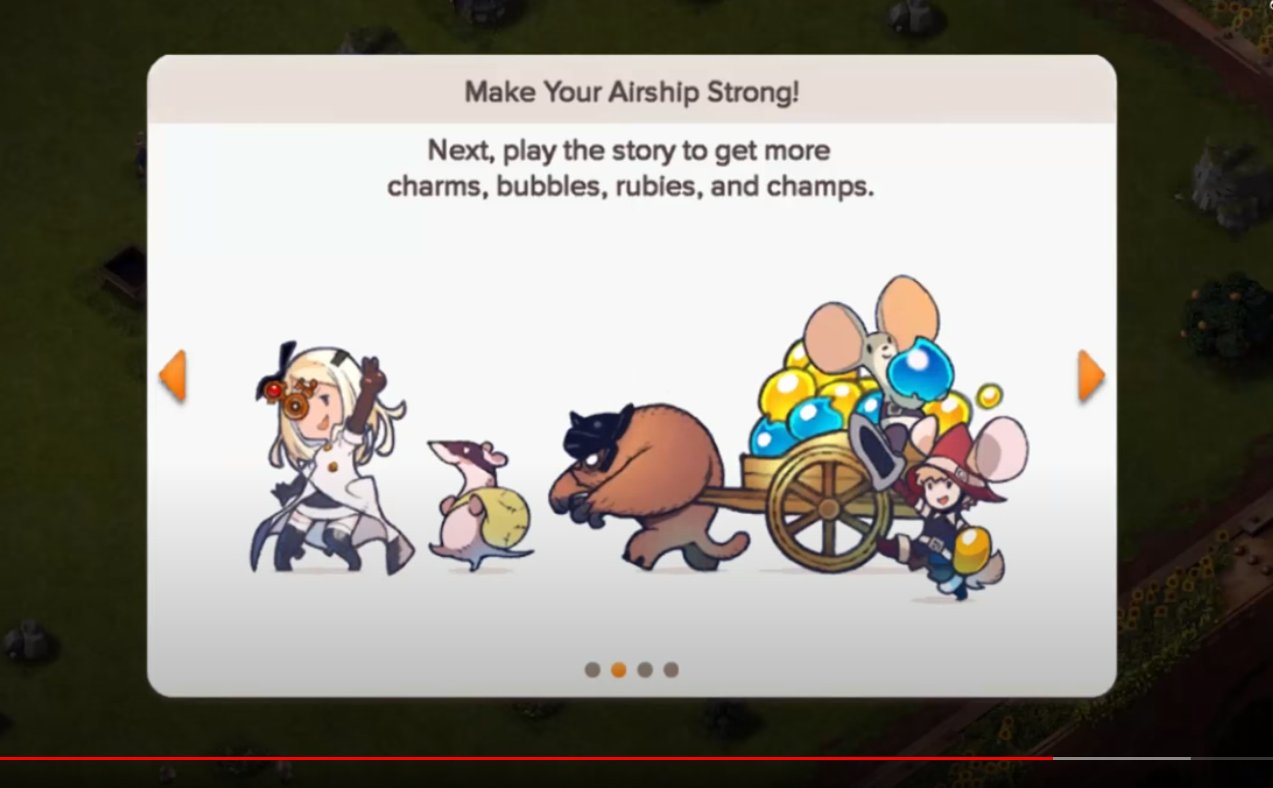 Make Your Airship Strong!
Next, play the story to get more
charms, bubbles, rubies, and champs.